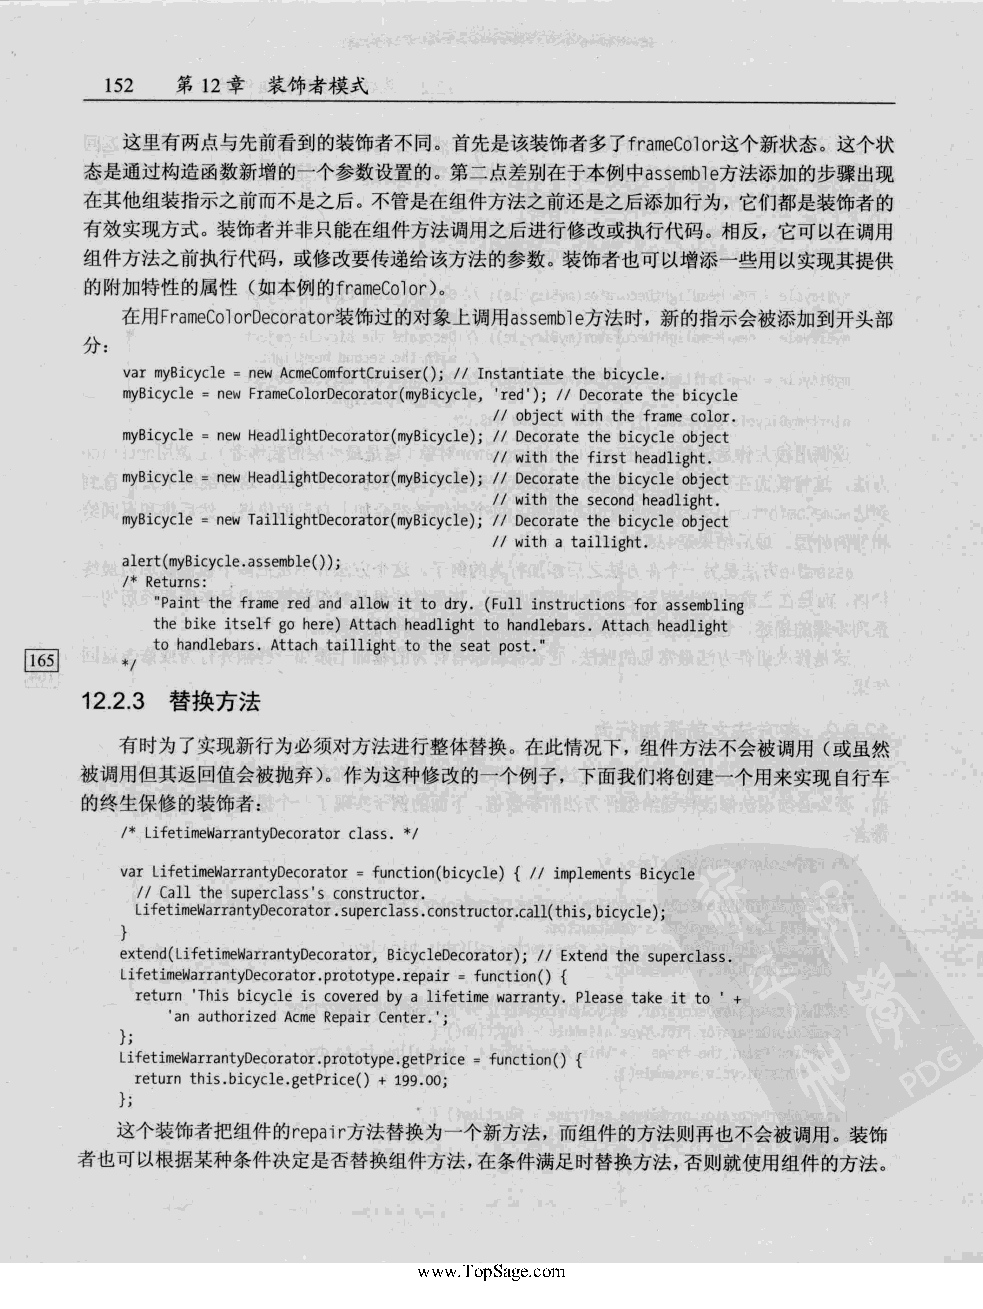 152 第 12 章 装饰者模式
这里有两点与先前看到的装饰者不同。首先是该装饰者多了frameColor这个新状态。这个状
态是通过构造函数新增的一个参数设置的。第二点差别在于本例中assemble方法添加的步骤出现
在其他组装指示之前而不是之后。不管是在组件方法之前还是之后添加行为，它们都是装饰者的
有效实现方式。装饰者并非只能在组件方法调用之后进行修改或执行代码。相反，它可以在调用
组件方法之前执行代码，或修改要传递给该方法的参数。装饰者也可以增添一些用以实现其提供
的附加特性的属性（如本例的frameColor）。
在用FrameColorDecorator装饰过的对象上调用assemble方法时，新的指示会被添加到开头部
分：
var myBicycle = new AcmeComfortCruiser(); // Instantiate the bicycle.
myBicycle = new FrameColorDecorator(myBicycle, 'red'); // Decorate the bicycle
// object with the frame color.
myBicycle = new HeadlightDecorator(myBicycle); // Decorate the bicycle object
// with the first headlight.
myBicycle = new HeadlightDecorator(myBicycle); // Decorate the bicycle object
// with the second headlight.
myBicycle = new TaillightDecorator(myBicycle); // Decorate the bicycle object
// with a taillight.
alert(myBicycle.assemble());
/* Returns:
"Paint the frame red and allow it to dry. (Full instructions for assembling
the bike itself go here) Attach headlight to handlebars. Attach headlight
to handlebars. Attach taillight to the seat post."
*/
165
12.2.3 替换方法
有时为了实现新行为必须对方法进行整体替换。在此情况下，组件方法不会被调用（或虽然
被调用但其返回值会被抛弃）。作为这种修改的一个例子，下面我们将创建一个用来实现自行车
的终生保修的装饰者：
/* LifetimeWarrantyDecorator class. */
var LifetimeWarrantyDecorator = function(bicycle) { // implements Bicycle
// Call the superclass's constructor.
LifetimeWarrantyDecorator.superclass.constructor.call(this,bicycle);
}
extend(LifetimeWarrantyDecorator, BicycleDecorator); // Extend the superclass.
LifetimeWarrantyDecorator.prototype.repair = function() {
return 'This bicycle is covered by a lifetime warranty. Please take it to ' +
'an authorized Acme Repair Center.';
};
LifetimeWarrantyDecorator.prototype.getPrice = function() {
return this.bicycle.getPrice() + 199.00;
};
这个装饰者把组件的repair方法替换为一个新方法，而组件的方法则再也不会被调用。装饰
者也可以根据某种条件决定是否替换组件方法，在条件满足时替换方法，否则就使用组件的方法。
PDG
www.TopSage.com